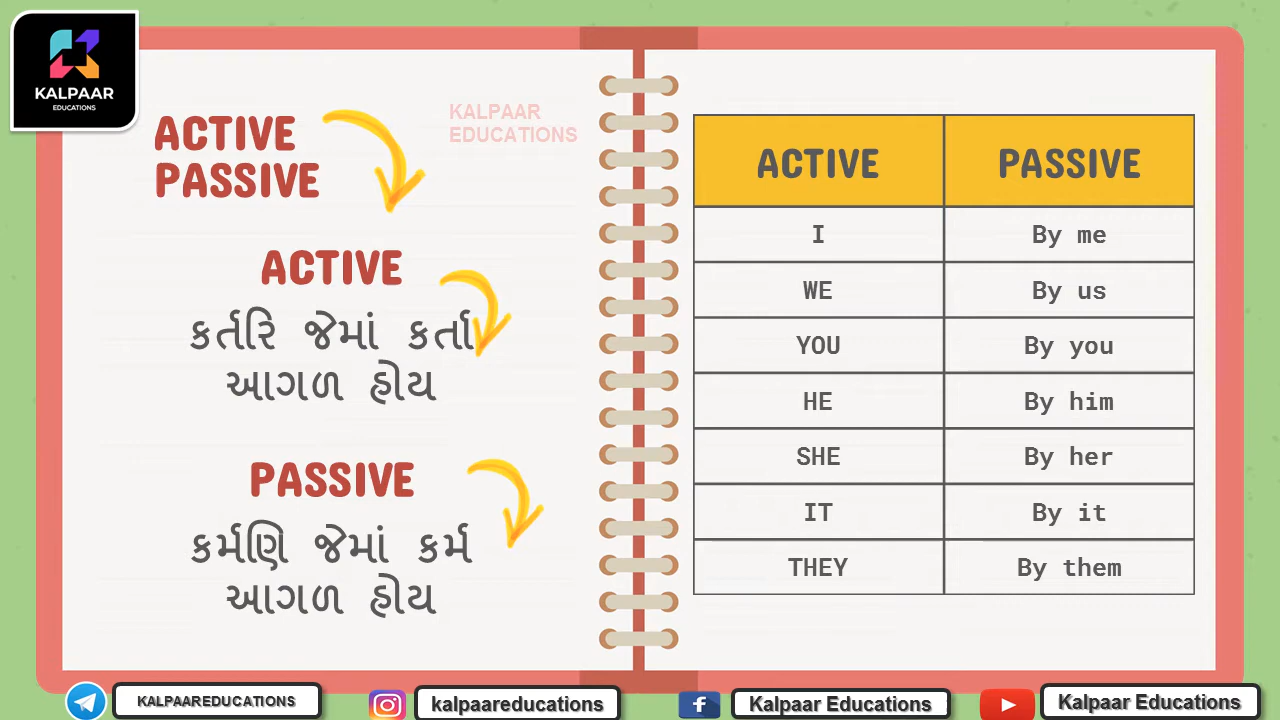 KALPAAR
EDUCATIONS
KALPAAR
EDUCATIONS
ACTIVE
PASSIVE
ACTIVE
કર્તરિ જેમાં કર્તા
આગળ હોય
PASSIVE
કર્મણિ જેમાં કર્મ
આગળ હોય
ACTIVE PASSIVE
I By me
WE By us
YOU By you
HE By him
SHE By her
IT By it
THEY By them
KALPAAREDUCATIONS
kalpaareducations
Kalpaar Educations
Kalpaar Educations